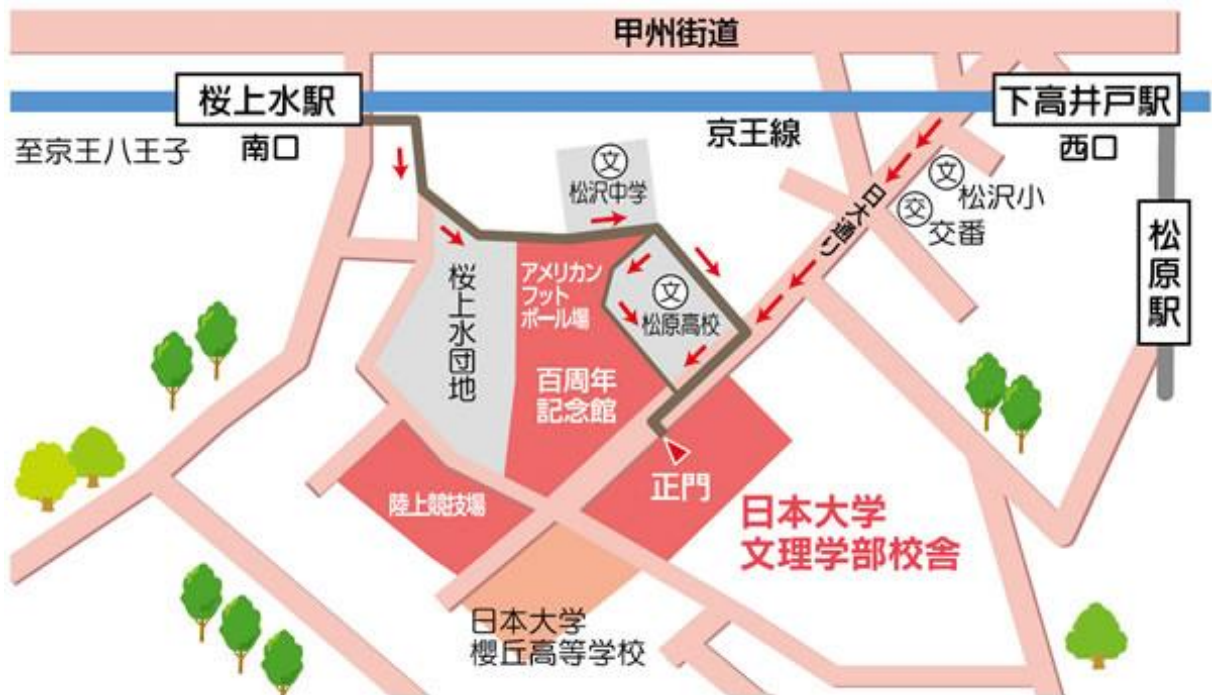 甲州街道
桜上水駅
下高井戸駅
至京王八王子
南口
京王線
西口
文
松沢中学
文
松沢小
交
交番
日大通り
松原駅
桜上水団地
アメリカン
フット
ボール場
文
松原高校
百周年
記念館
正門
陸上競技場
日本大学
文理学部校舎
日本大学
櫻丘高等学校